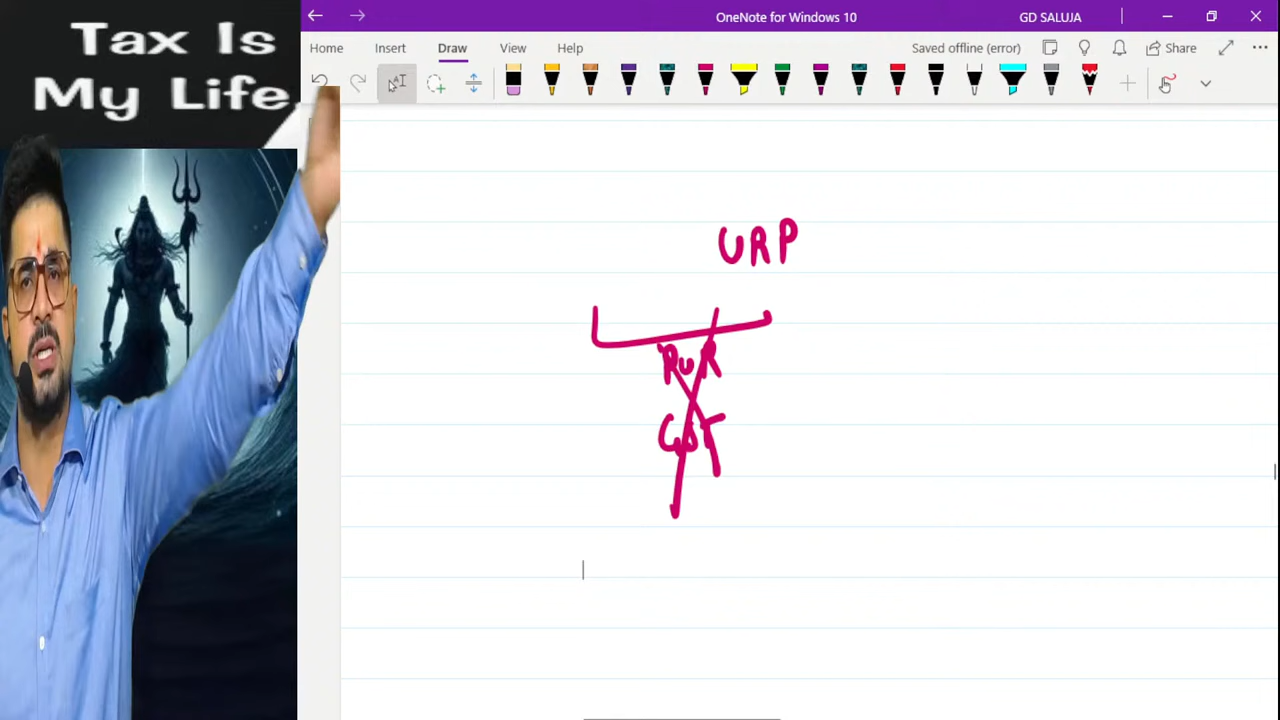 Tax Is
My Life
OneNote for Windows 10
GD SALUJA
Home Insert Draw View Help
Saved offline (error)
Share
URP
RUR
GST